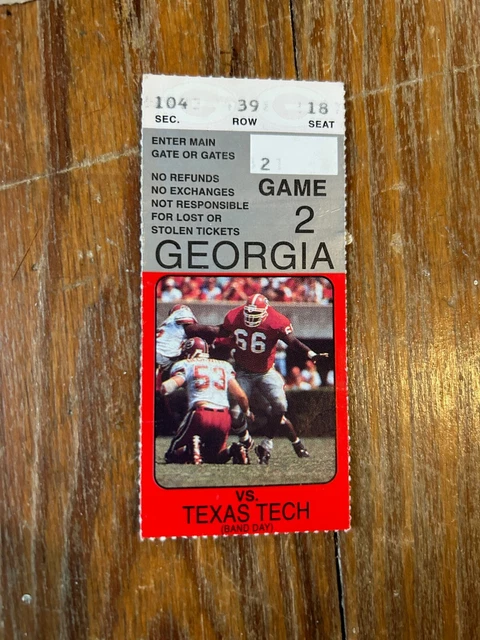 104 39 18
SEC. ROW SEAT
ENTER MAIN
GATE OR GATES
2
NO REFUNDS
NO EXCHANGES
NOT RESPONSIBLE
FOR LOST OR
STOLEN TICKETS
GAME
2
GEORGIA
66
53
VS.
TEXAS TECH
(BAND DAY)